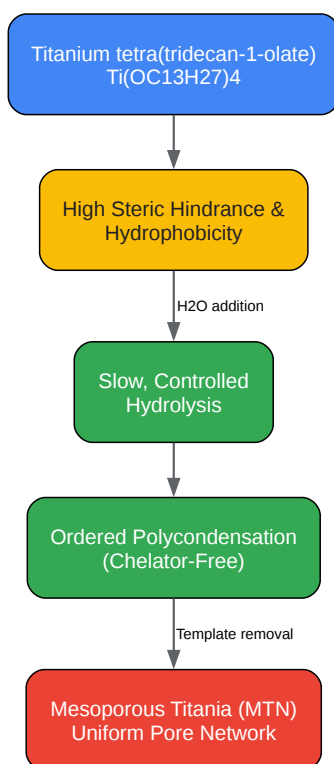 Titanium tetra(tridecan-1-olate)
Ti(OC13H27)4
High Steric Hindrance &
Hydrophobicity
H2O addition
Slow, Controlled
Hydrolysis
Ordered Polycondensation
(Chelator-Free)
Template removal
Mesoporous Titania (MTN)
Uniform Pore Network